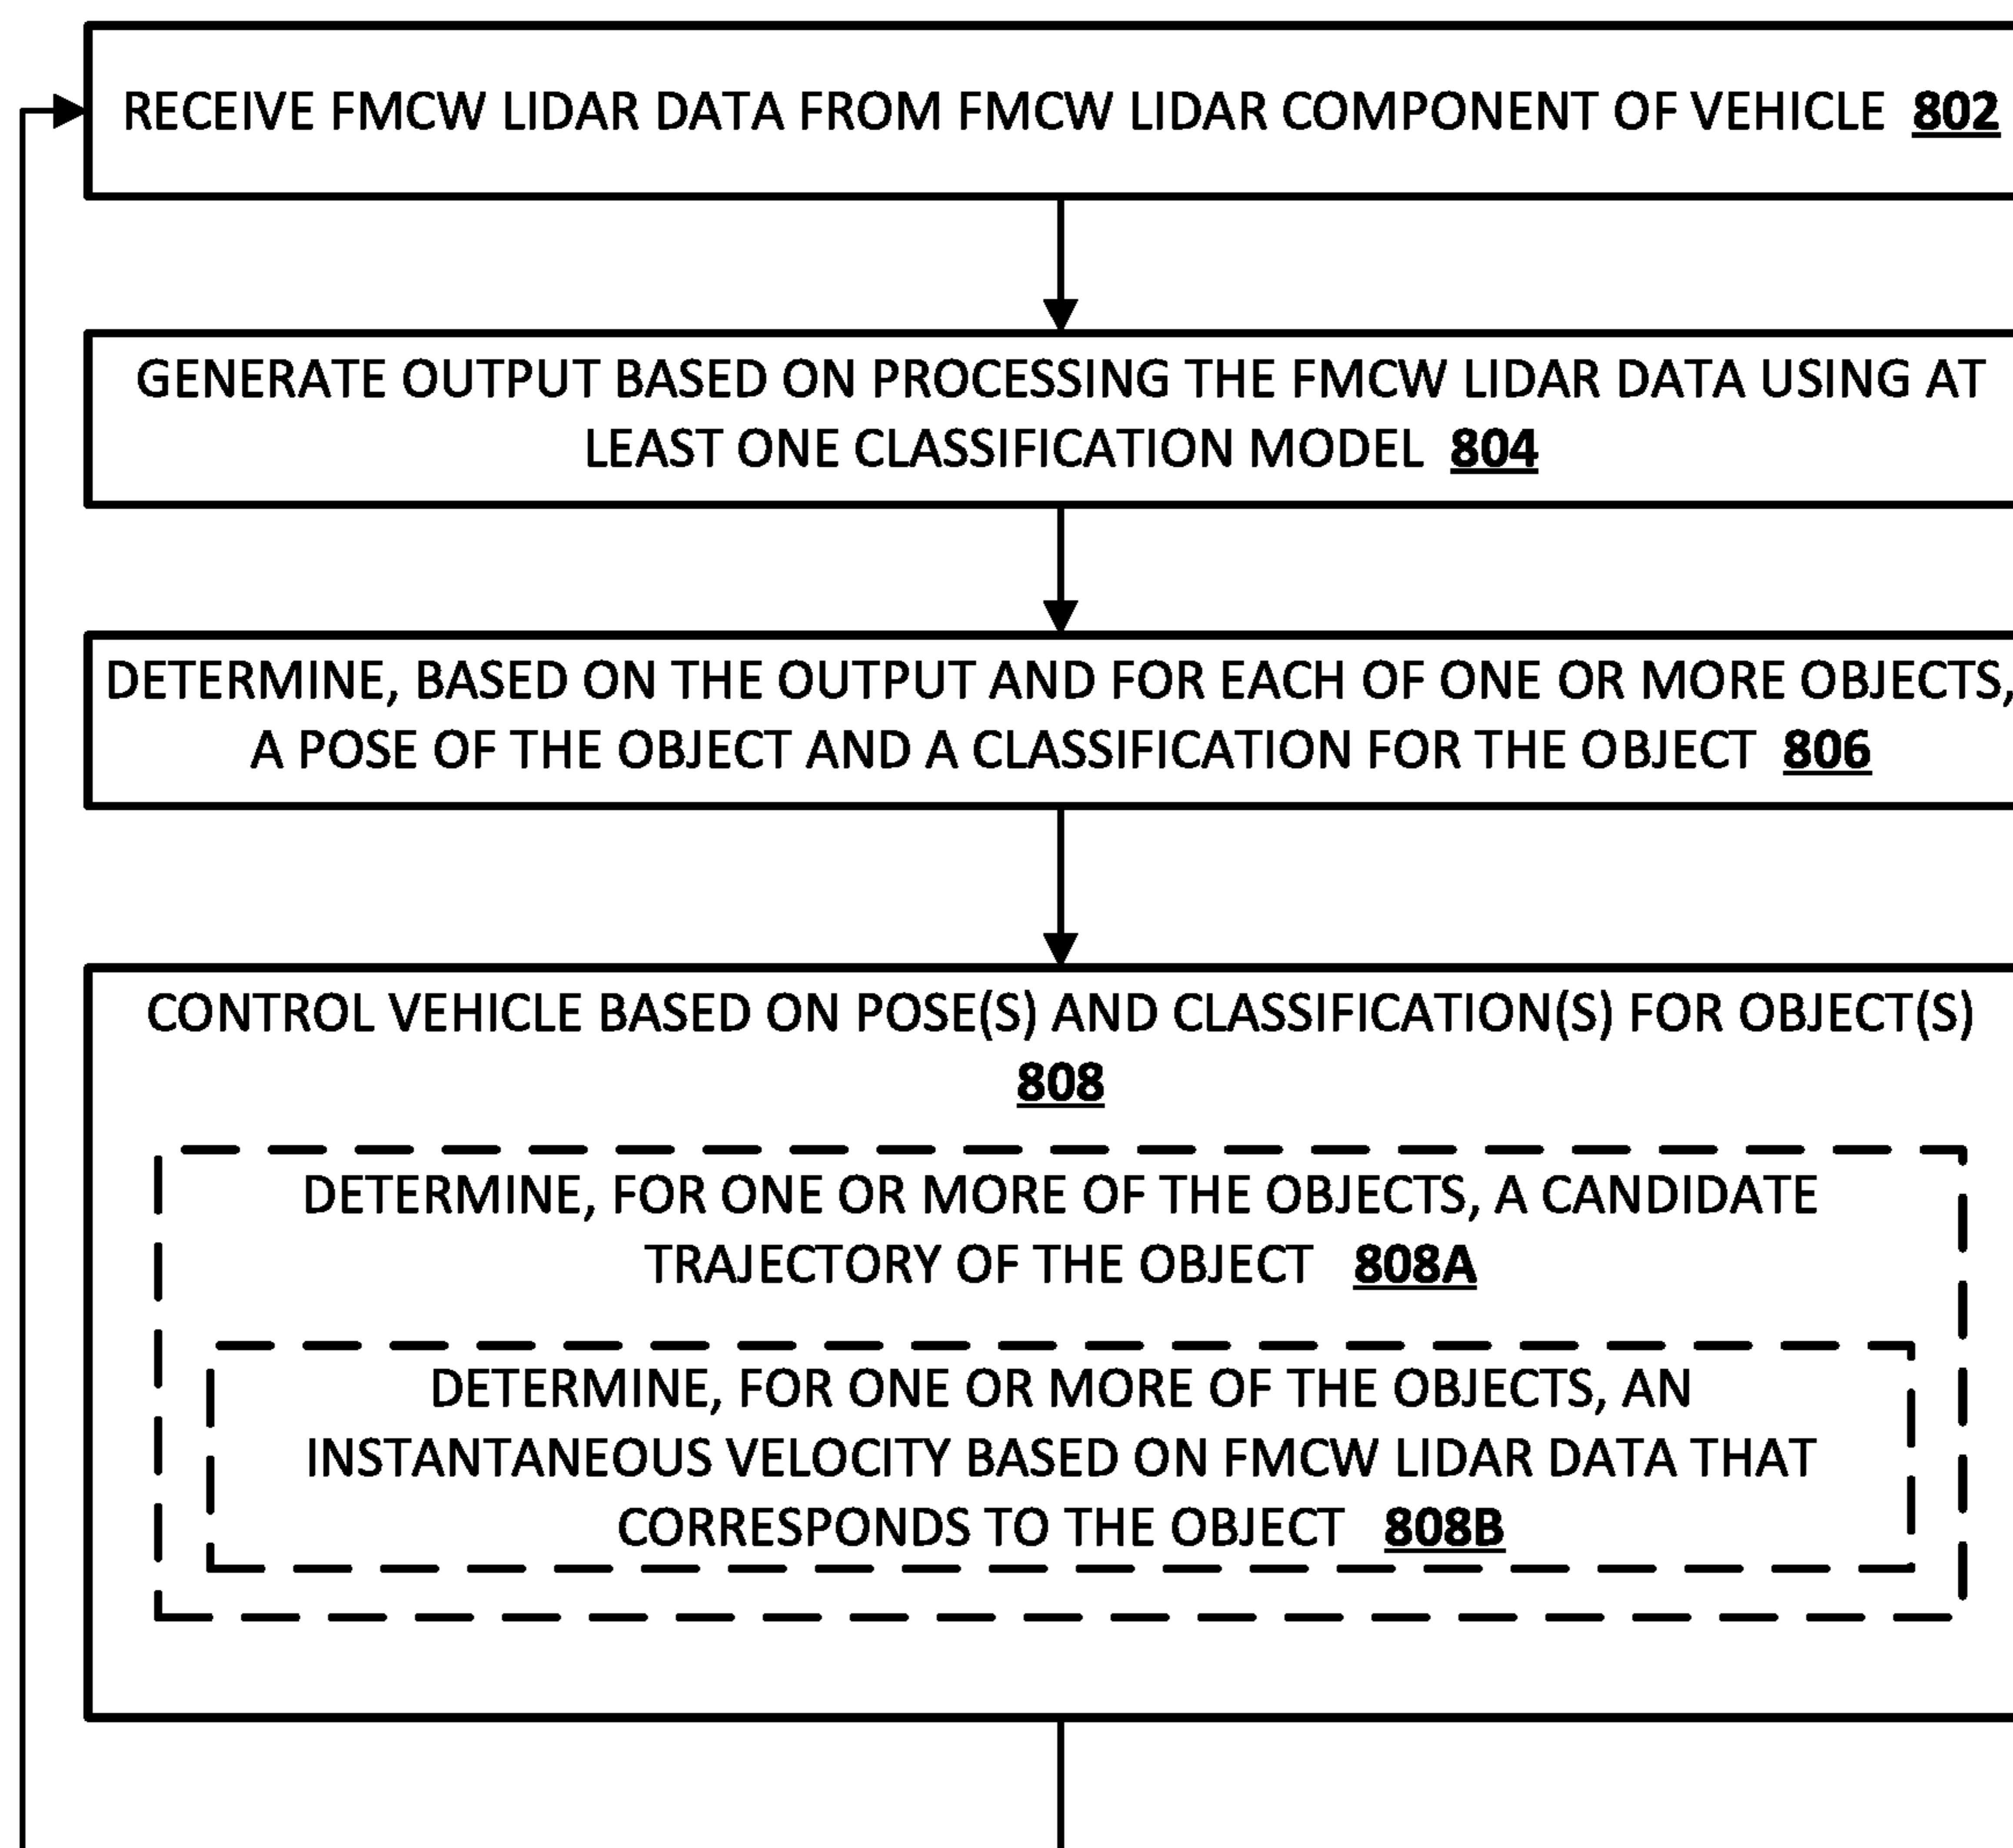 RECEIVE FMCW LIDAR DATA FROM FMCW LIDAR COMPONENT OF VEHICLE 802
GENERATE OUTPUT BASED ON PROCESSING THE FMCW LIDAR DATA USING AT
LEAST ONE CLASSIFICATION MODEL 804
DETERMINE, BASED ON THE OUTPUT AND FOR EACH OF ONE OR MORE OBJECTS,
A POSE OF THE OBJECT AND A CLASSIFICATION FOR THE OBJECT 806
CONTROL VEHICLE BASED ON POSE(S) AND CLASSIFICATION(S) FOR OBJECT(S)
808
DETERMINE, FOR ONE OR MORE OF THE OBJECTS, A CANDIDATE
TRAJECTORY OF THE OBJECT 808A
DETERMINE, FOR ONE OR MORE OF THE OBJECTS, AN
INSTANTANEOUS VELOCITY BASED ON FMCW LIDAR DATA THAT
CORRESPONDS TO THE OBJECT 808B